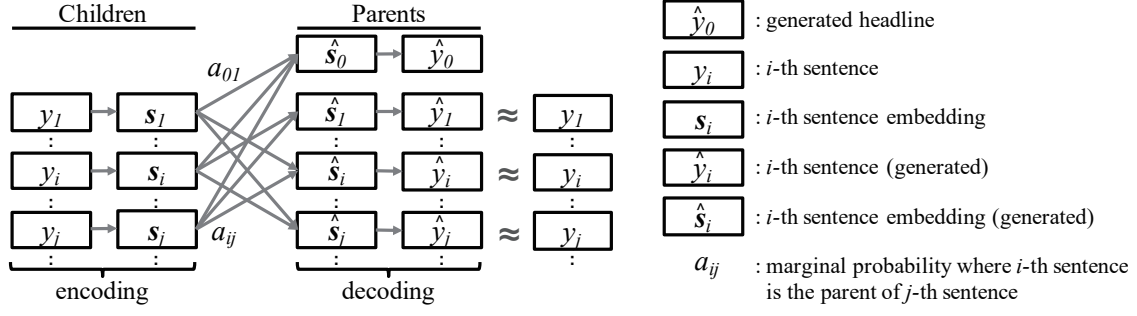 Children Parents
ŝ₀ ŷ₀
a₀₁
y₁ s₁ ŝ₁ ŷ₁ ≈ y₁
: : : : :
yᵢ sᵢ ŝᵢ ŷᵢ ≈ yᵢ
: : : : :
yⱼ sⱼ ŝⱼ ŷⱼ ≈ yⱼ
aᵢⱼ
: : : : :
encoding decoding
ŷ₀ : generated headline
yᵢ : i-th sentence
sᵢ : i-th sentence embedding
ŷᵢ : i-th sentence (generated)
ŝᵢ : i-th sentence embedding (generated)
aᵢⱼ : marginal probability where i-th sentence
is the parent of j-th sentence